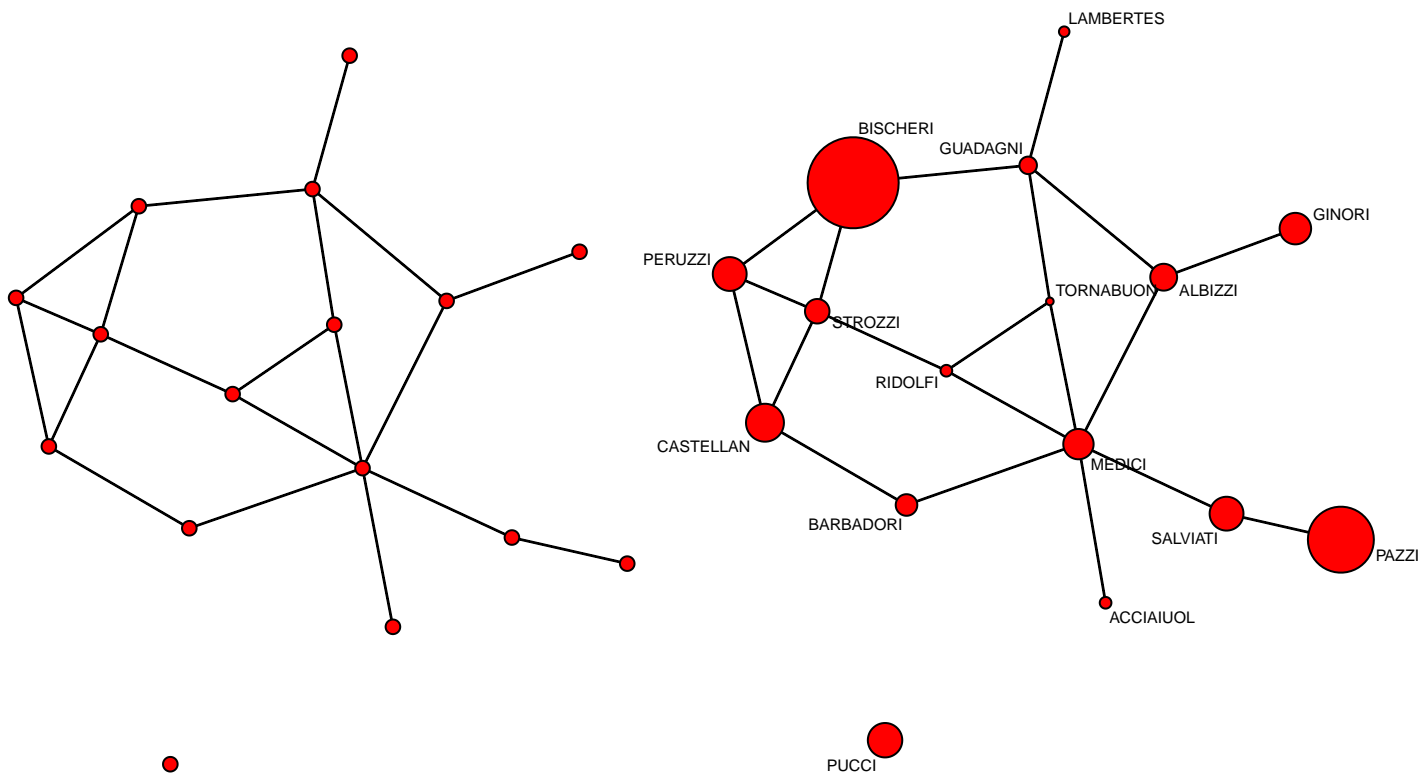 LAMBERTES
BISCHERI
GUADAGNI
GINORI
PERUZZI
TORNABUON
ALBIZZI
STROZZI
RIDOLFI
CASTELLAN
MEDICI
BARBADORI
SALVIATI
PAZZI
ACCIAIUOL
PUCCI